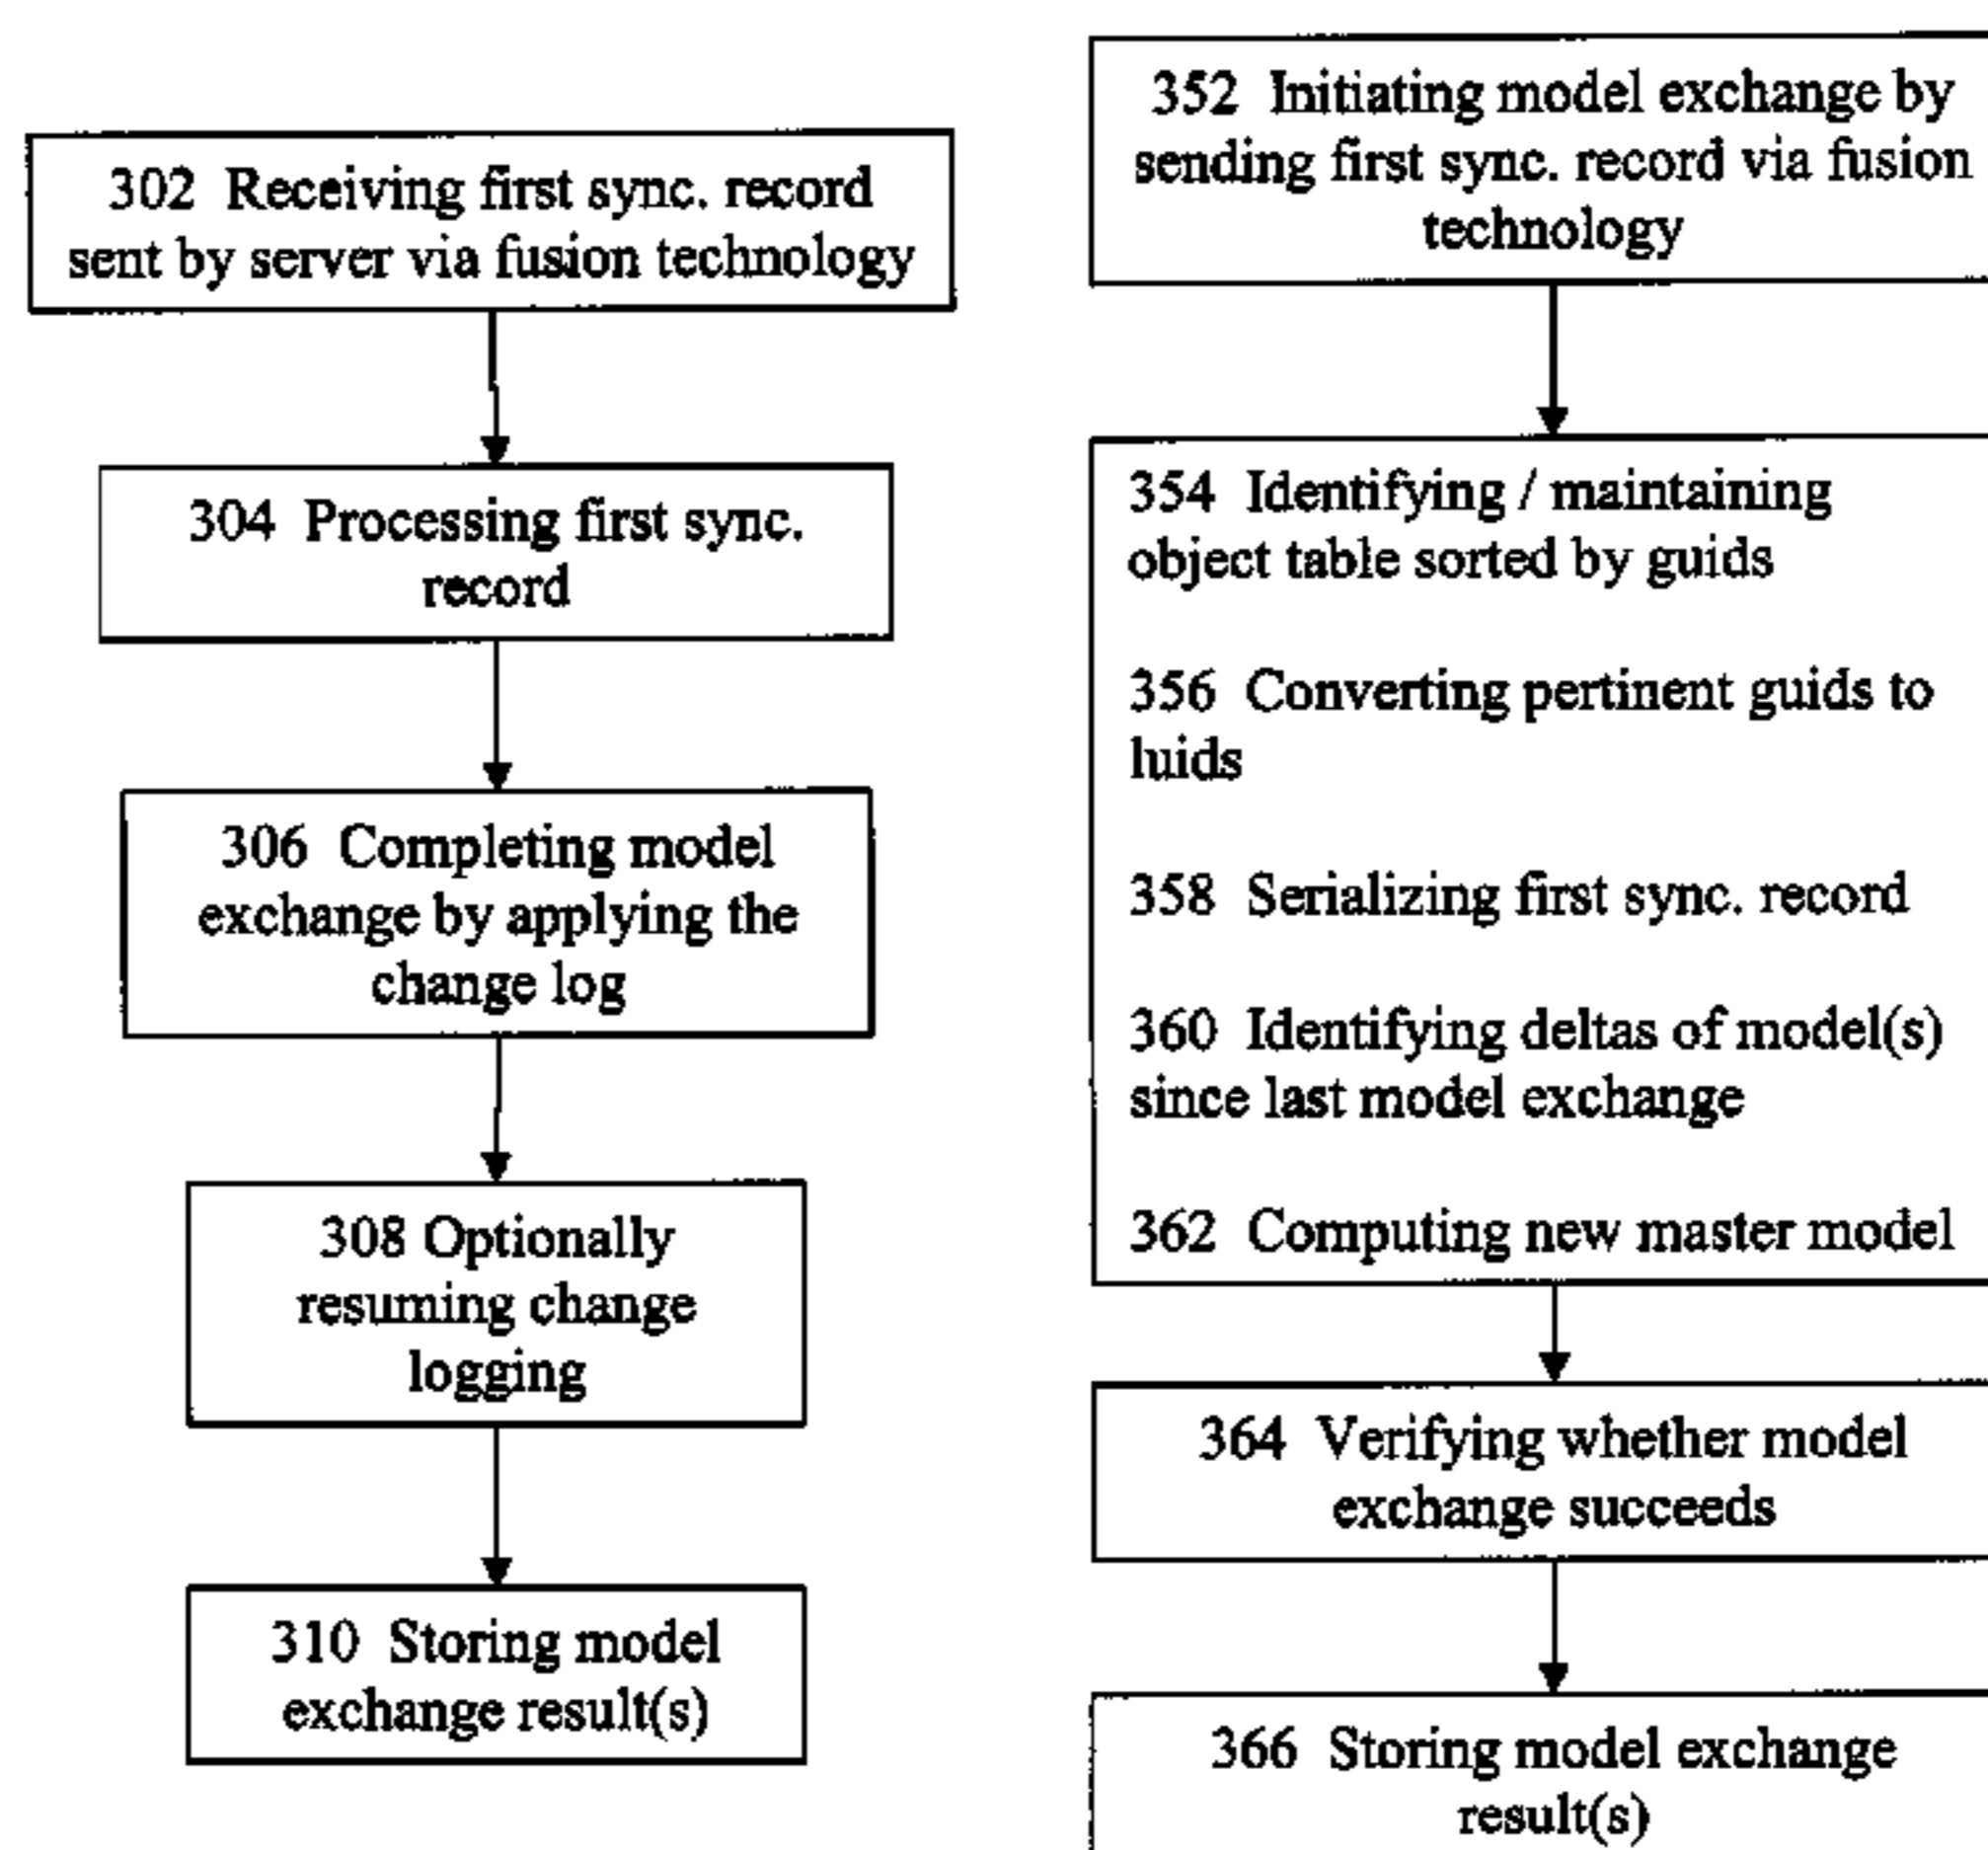 302 Receiving first sync. record
sent by server via fusion technology
304 Processing first sync.
record
306 Completing model
exchange by applying the
change log
308 Optionally
resuming change
logging
310 Storing model
exchange result(s)
352 Initiating model exchange by
sending first sync. record via fusion
technology
354 Identifying / maintaining
object table sorted by guids
356 Converting pertinent guids to
luids
358 Serializing first sync. record
360 Identifying deltas of model(s)
since last model exchange
362 Computing new master model
364 Verifying whether model
exchange succeeds
366 Storing model exchange
result(s)